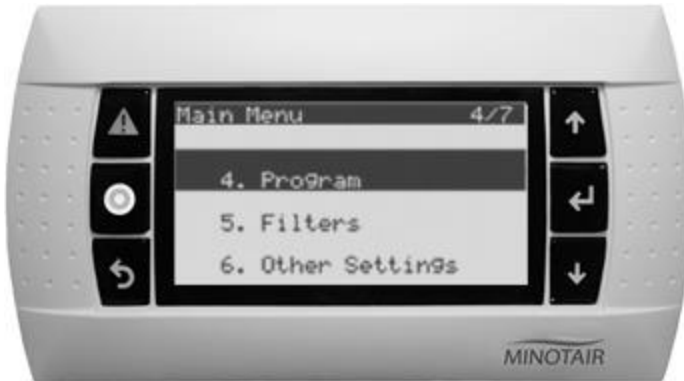 Main Menu 4/7
4. Program
5. Filters
6. Other Settings
MINOTAIR